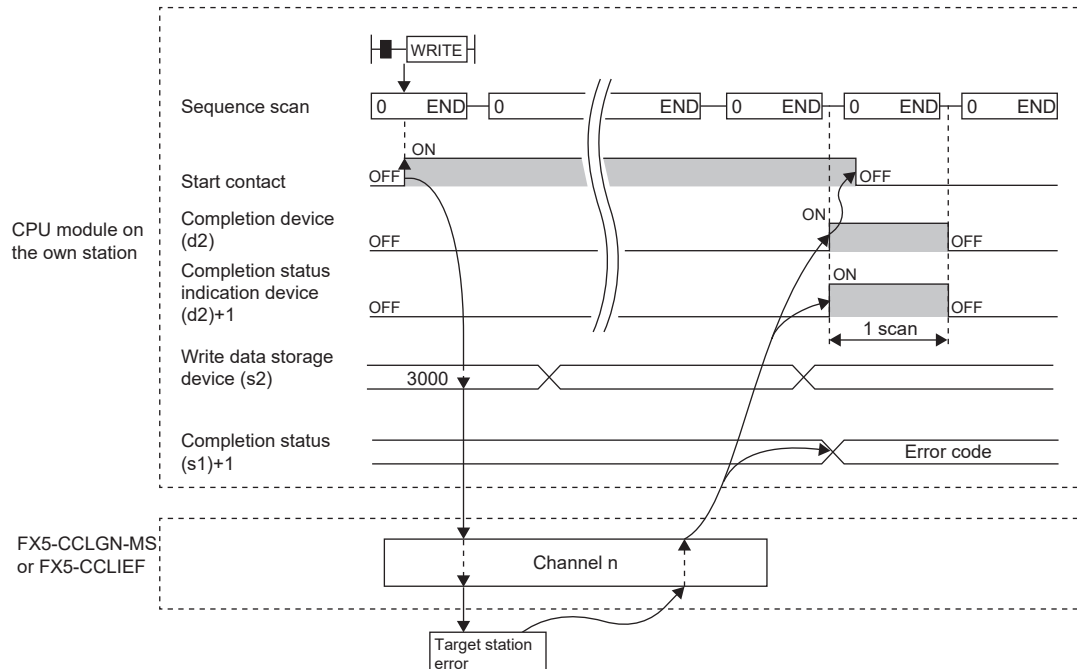 WRITE
Sequence scan
0 END 0 END 0 END 0 END 0 END
ON
Start contact
OFF
OFF
CPU module on
the own station
Completion device
(d2)
ON
OFF
OFF
Completion status
indication device
(d2)+1
ON
OFF
OFF
1 scan
Write data storage
device (s2)
3000
Completion status
(s1)+1
Error code
FX5-CCLGN-MS
or FX5-CCLIEF
Channel n
Target station
error